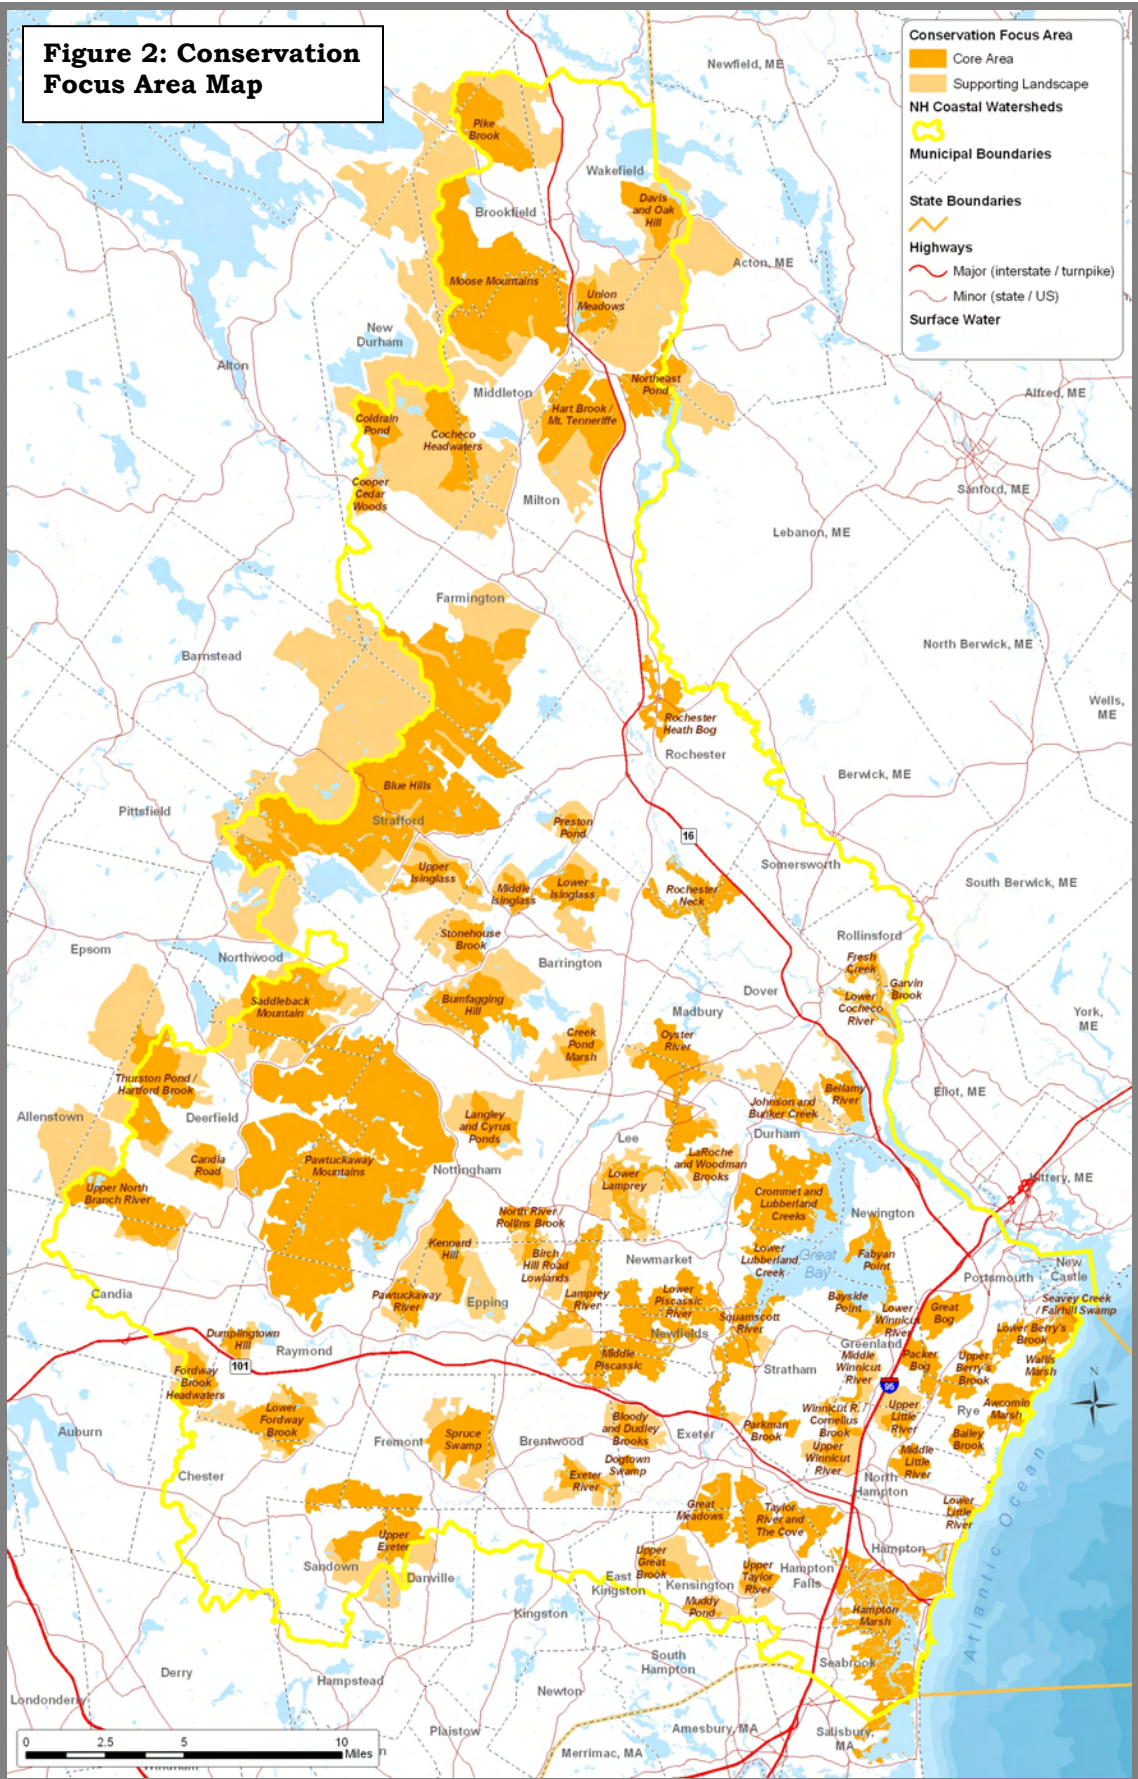 Figure 2: Conservation
Focus Area Map
Conservation Focus Area
Core Area
Supporting Landscape
NH Coastal Watersheds
Municipal Boundaries
State Boundaries
Highways
Major (interstate / turnpike)
Minor (state / US)
Surface Water
Newfield, ME
Pike
Brook
Wakefield
Davis
and Oak
Hill
Brookfield
Acton, ME
Moose Mountains
Union
Meadows
New
Durham
Alton
Middleton
Northeast
Pond
Alfred, ME
Hart Brook /
Mt. Tenneriffe
Coldrain
Pond
Cocheco
Headwaters
Cooper
Cedar
Woods
Milton
Sanford, ME
Lebanon, ME
Farmington
Barnstead
North Berwick, ME
Wells,
ME
Rochester
Heath Bog
Rochester
Berwick, ME
Blue Hills
Pittsfield
Strafford
Preston
Pond
16
Somersworth
Upper
Isinglass
Middle
Isinglass
Lower
Isinglass
Rochester
Neck
South Berwick, ME
Stonehouse
Brook
Rollinsford
Epsom
Northwood
Barrington
Fresh
Creek
Garvin
Brook
Dover
Lower
Cocheco
River
Saddleback
Mountain
Bumfagging
Hill
Madbury
York,
ME
Creek
Pond
Marsh
Oyster
River
Thurston Pond /
Hartford Brook
Bellamy
River
Eliot, ME
Johnson and
Bunker Creek
Allenstown
Deerfield
Langley
and Cyrus
Ponds
Durham
Lee
LaRoche
and Woodman
Brooks
Candia
Road
Pawtuckaway
Mountains
Nottingham
Lower
Lamprey
Kittery, ME
Upper North
Branch River
Crommet and
Lubberland
Creeks
Newington
North River /
Rollins Brook
Kennard
Hill
Birch
Hill Road
Lowlands
Newmarket
Lower
Lubberland
Creek
Great
Bay
Fabyan
Point
New
Castle
Portsmouth
Candia
Pawtuckaway
River
Epping
Lamprey
River
Lower
Piscassic
River
Bayside
Point
Lower
Winnicut
River
Great
Bog
Seavey Creek
/ Fairhill Swamp
Squamscott
River
Newfields
Lower Berry's
Brook
Dumplingtown
Hill
Raymond
101
Greenland
Middle
Piscassic
Middle
Winnicut
River
Packer
Bog
Upper
Berry's
Brook
Wallis
Marsh
Stratham
Fordway
Brook
Headwaters
95
N
Lower
Fordway
Brook
Winnicut R. /
Cornelius
Brook
Upper
Little
River
Rye
Awcomin
Marsh
Auburn
Fremont
Spruce
Swamp
Brentwood
Bloody
and Dudley
Brooks
Exeter
Parkman
Brook
Bailey
Brook
Upper
Winnicut
River
Middle
Little
River
Chester
Dogtown
Swamp
Exeter
River
North
Hampton
Great
Meadows
Taylor
River and
The Cove
Lower
Little
River
Upper
Exeter
Hampton
Sandown
Danville
Upper
Great
Brook
East
Kingston
Kensington
Upper
Taylor
River
Hampton
Falls
Muddy
Pond
Kingston
Hampton
Marsh
Atlantic Ocean
Derry
Hampstead
South
Hampton
Seabrook
Londonderry
Newton
Plaistow
Amesbury, MA
Salisbury,
MA
Merrimac, MA
0 2.5 5 10
Miles